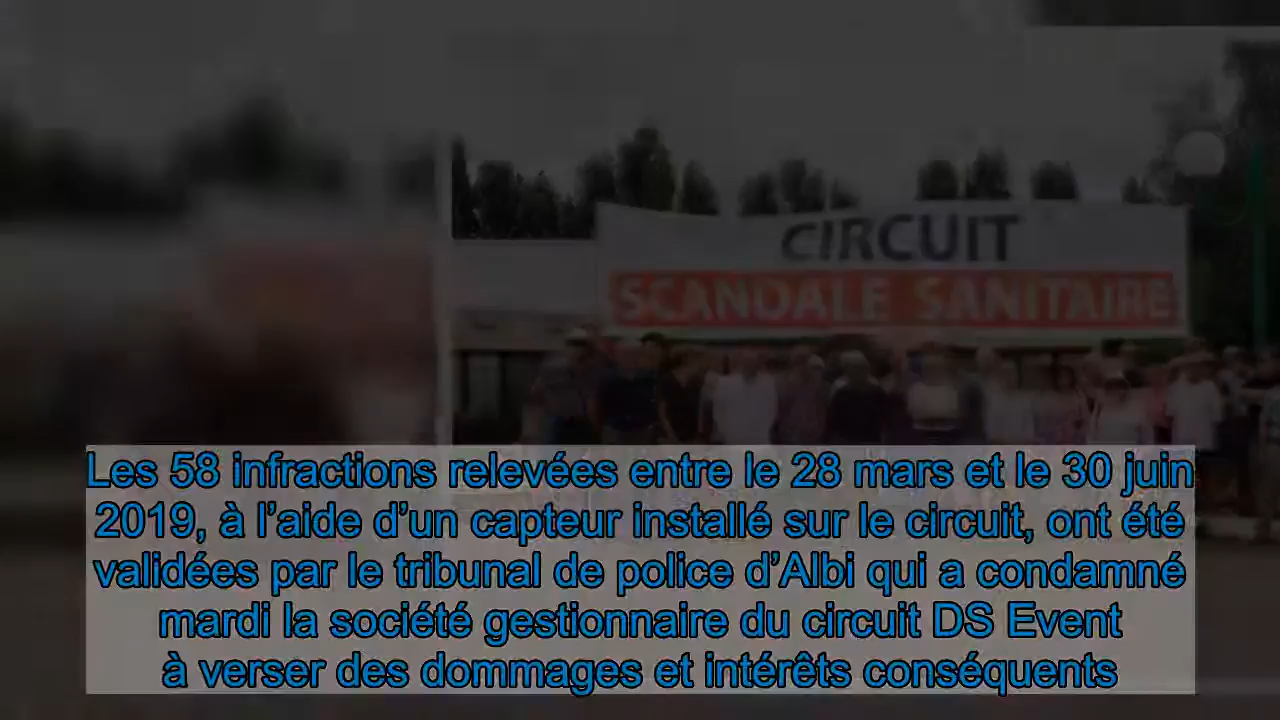 CIRCUIT
SCANDALE SANITAIRE
Les 58 infractions relevées entre le 28 mars et le 30 juin
2019, à l’aide d’un capteur installé sur le circuit, ont été
validées par le tribunal de police d’Albi qui a condamné
mardi la société gestionnaire du circuit DS Event
à verser des dommages et intérêts conséquents